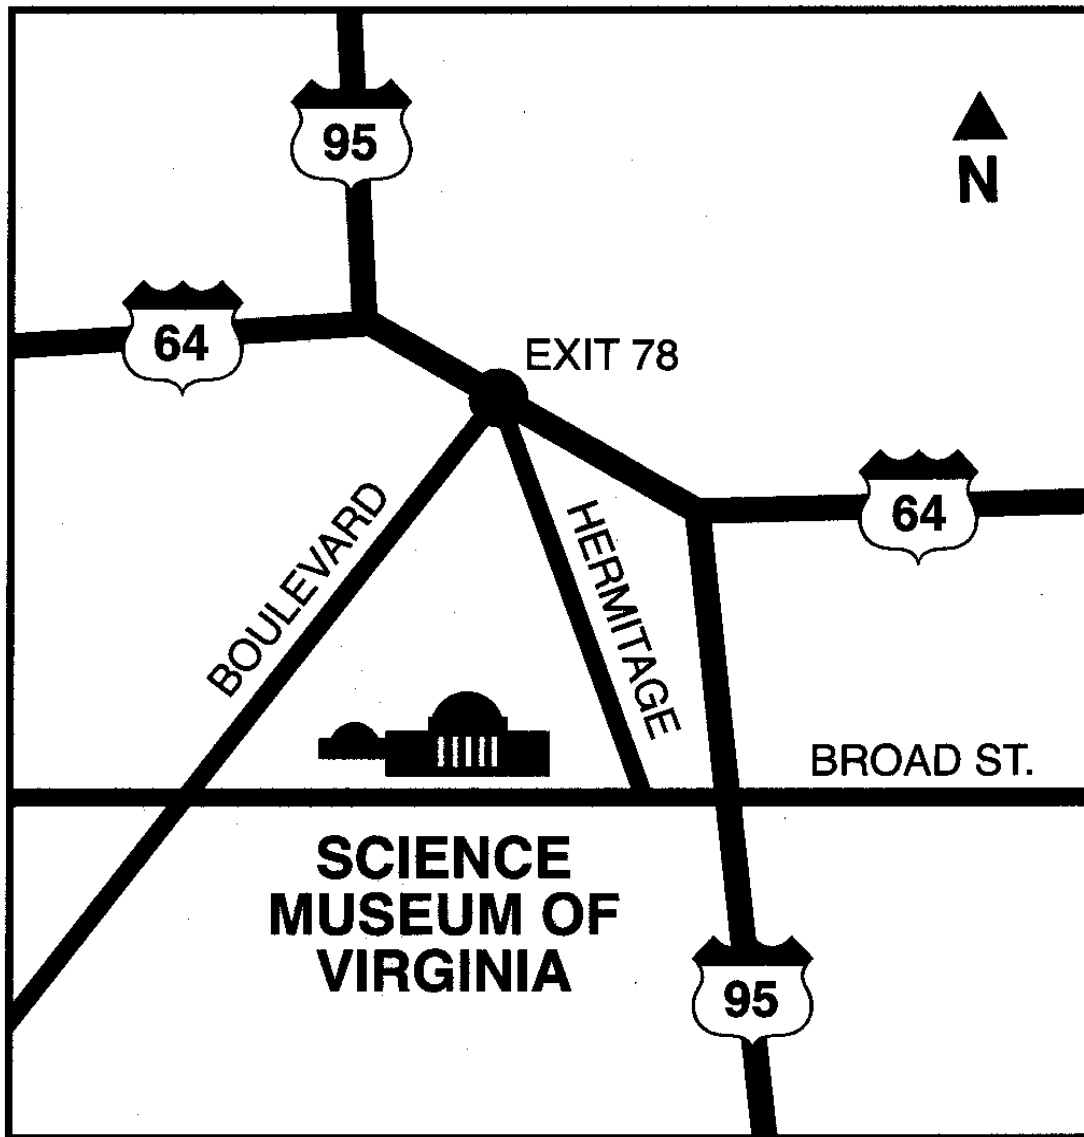 95
N
64
EXIT 78
64
BOULEVARD
HERMITAGE
BROAD ST.
SCIENCE
MUSEUM OF
VIRGINIA
95